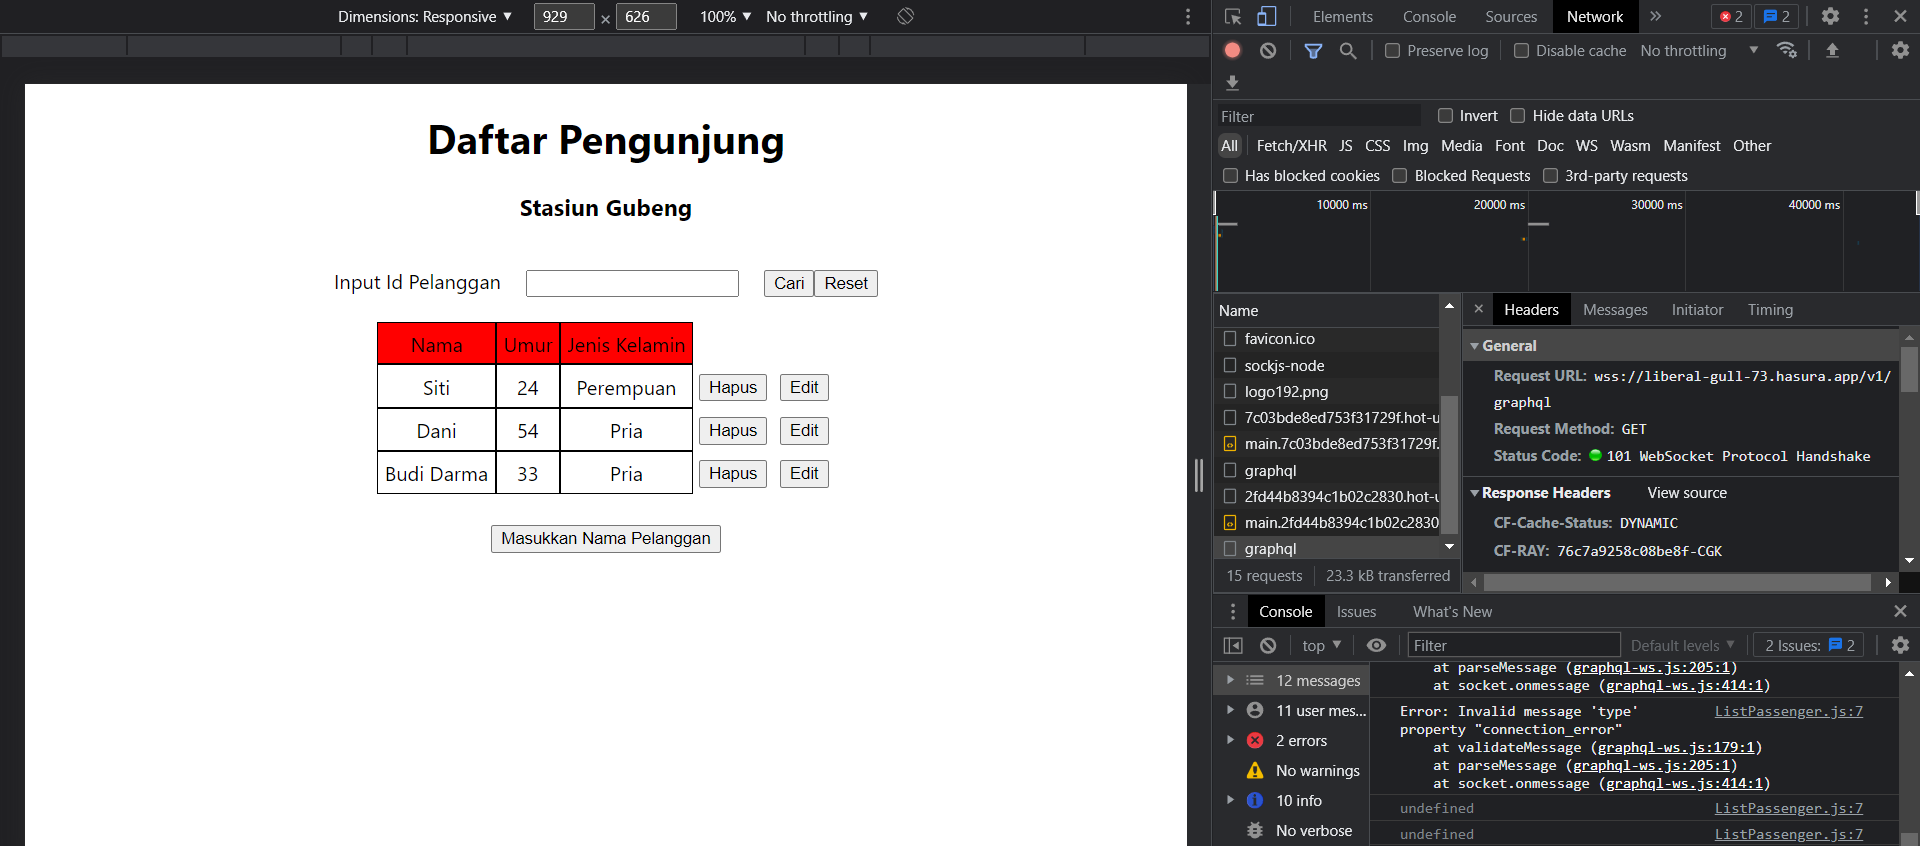 Dimensions: Responsive ▼ 929 × 626 100% ▼ No throttling ▼
Daftar Pengunjung
Stasiun Gubeng
Input Id Pelanggan Cari Reset
Nama Umur Jenis Kelamin
Siti 24 Perempuan Hapus Edit
Dani 54 Pria Hapus Edit
Budi Darma 33 Pria Hapus Edit
Masukkan Nama Pelanggan
Elements Console Sources Network » 2 2
Preserve log Disable cache No throttling ▼
Filter Invert Hide data URLs
All Fetch/XHR JS CSS Img Media Font Doc WS Wasm Manifest Other
Has blocked cookies Blocked Requests 3rd-party requests
10000 ms 20000 ms 30000 ms 40000 ms
Name
favicon.ico
sockjs-node
logo192.png
7c03bde8ed753f31729f.hot-u
main.7c03bde8ed753f31729f.
graphql
2fd44b8394c1b02c2830.hot-u
main.2fd44b8394c1b02c2830
graphql
15 requests 23.3 kB transferred
× Headers Messages Initiator Timing
General
Request URL: wss://liberal-gull-73.hasura.app/v1/
graphql
Request Method: GET
Status Code: 101 WebSocket Protocol Handshake
Response Headers View source
CF-Cache-Status: DYNAMIC
CF-RAY: 76c7a9258c08be8f-CGK
Console Issues What's New
top ▼ Filter Default levels ▼ 2 Issues: 2
12 messages
11 user mes...
2 errors
No warnings
10 info
No verbose
at parseMessage (graphql-ws.js:205:1)
at socket.onmessage (graphql-ws.js:414:1)
Error: Invalid message 'type' ListPassenger.js:7
property "connection_error"
at validateMessage (graphql-ws.js:179:1)
at parseMessage (graphql-ws.js:205:1)
at socket.onmessage (graphql-ws.js:414:1)
undefined ListPassenger.js:7
undefined ListPassenger.js:7